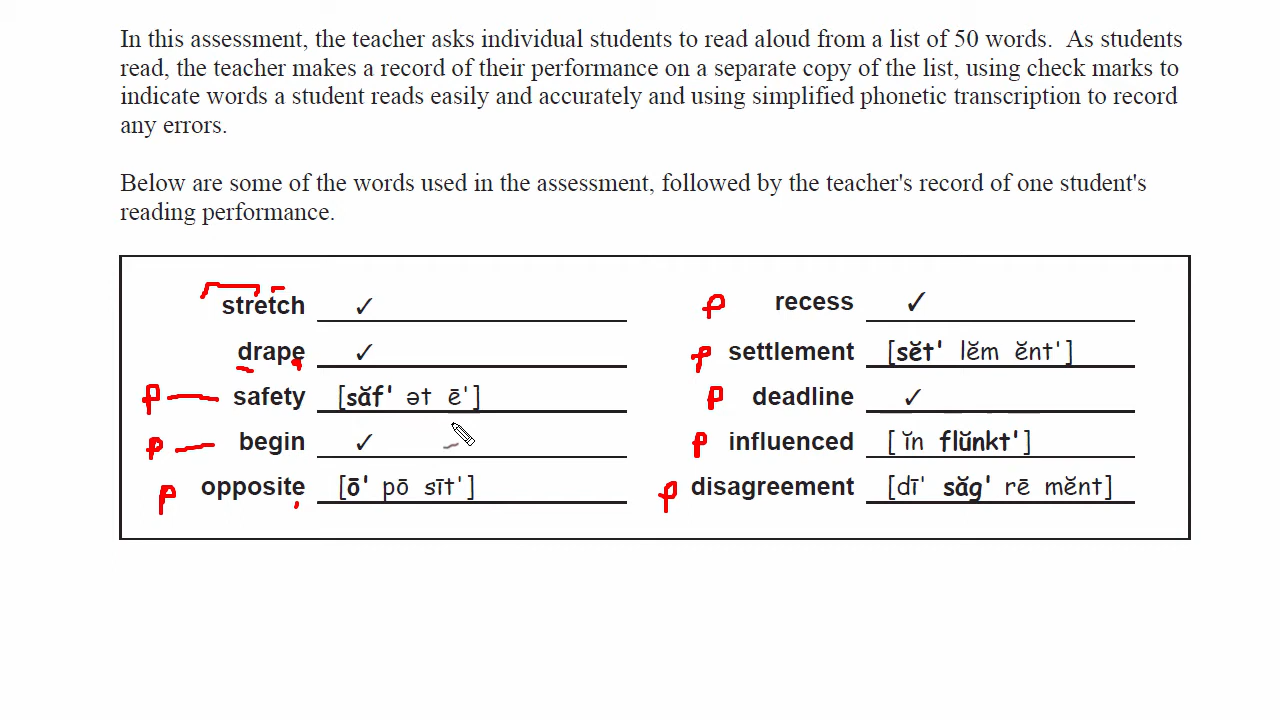 In this assessment, the teacher asks individual students to read aloud from a list of 50 words. As students
read, the teacher makes a record of their performance on a separate copy of the list, using check marks to
indicate words a student reads easily and accurately and using simplified phonetic transcription to record
any errors.
Below are some of the words used in the assessment, followed by the teacher's record of one student's
reading performance.
stretch ✓
drape ✓
p safety [săf' ət ē']
p begin ✓
p opposite [ō' pō sīt']
p recess ✓
p settlement [sĕt' lĕm ĕnt']
p deadline ✓
p influenced [ĭn flŭnkt']
p disagreement [dī' săg' rē mĕnt]